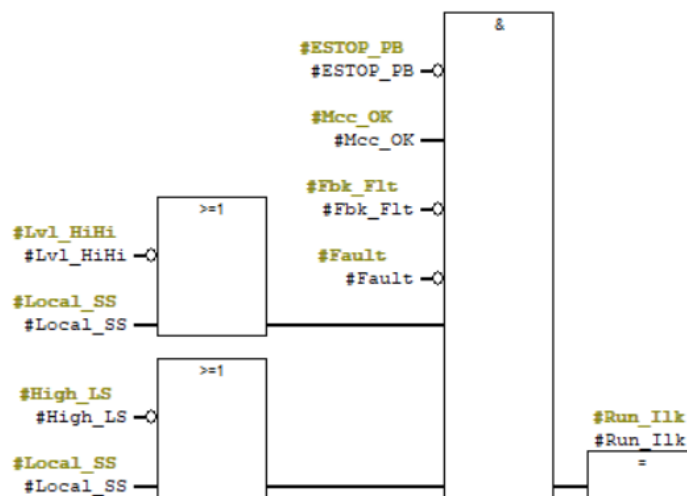 &
#ESTOP_PB
#ESTOP_PB
#Mcc_OK
#Mcc_OK
#Fbk_Flt
#Fbk_Flt
#Fault
#Fault
>=1
#Lvl_HiHi
#Lvl_HiHi
#Local_SS
#Local_SS
>=1
#High_LS
#High_LS
#Local_SS
#Local_SS
#Run_Ilk
#Run_Ilk
=